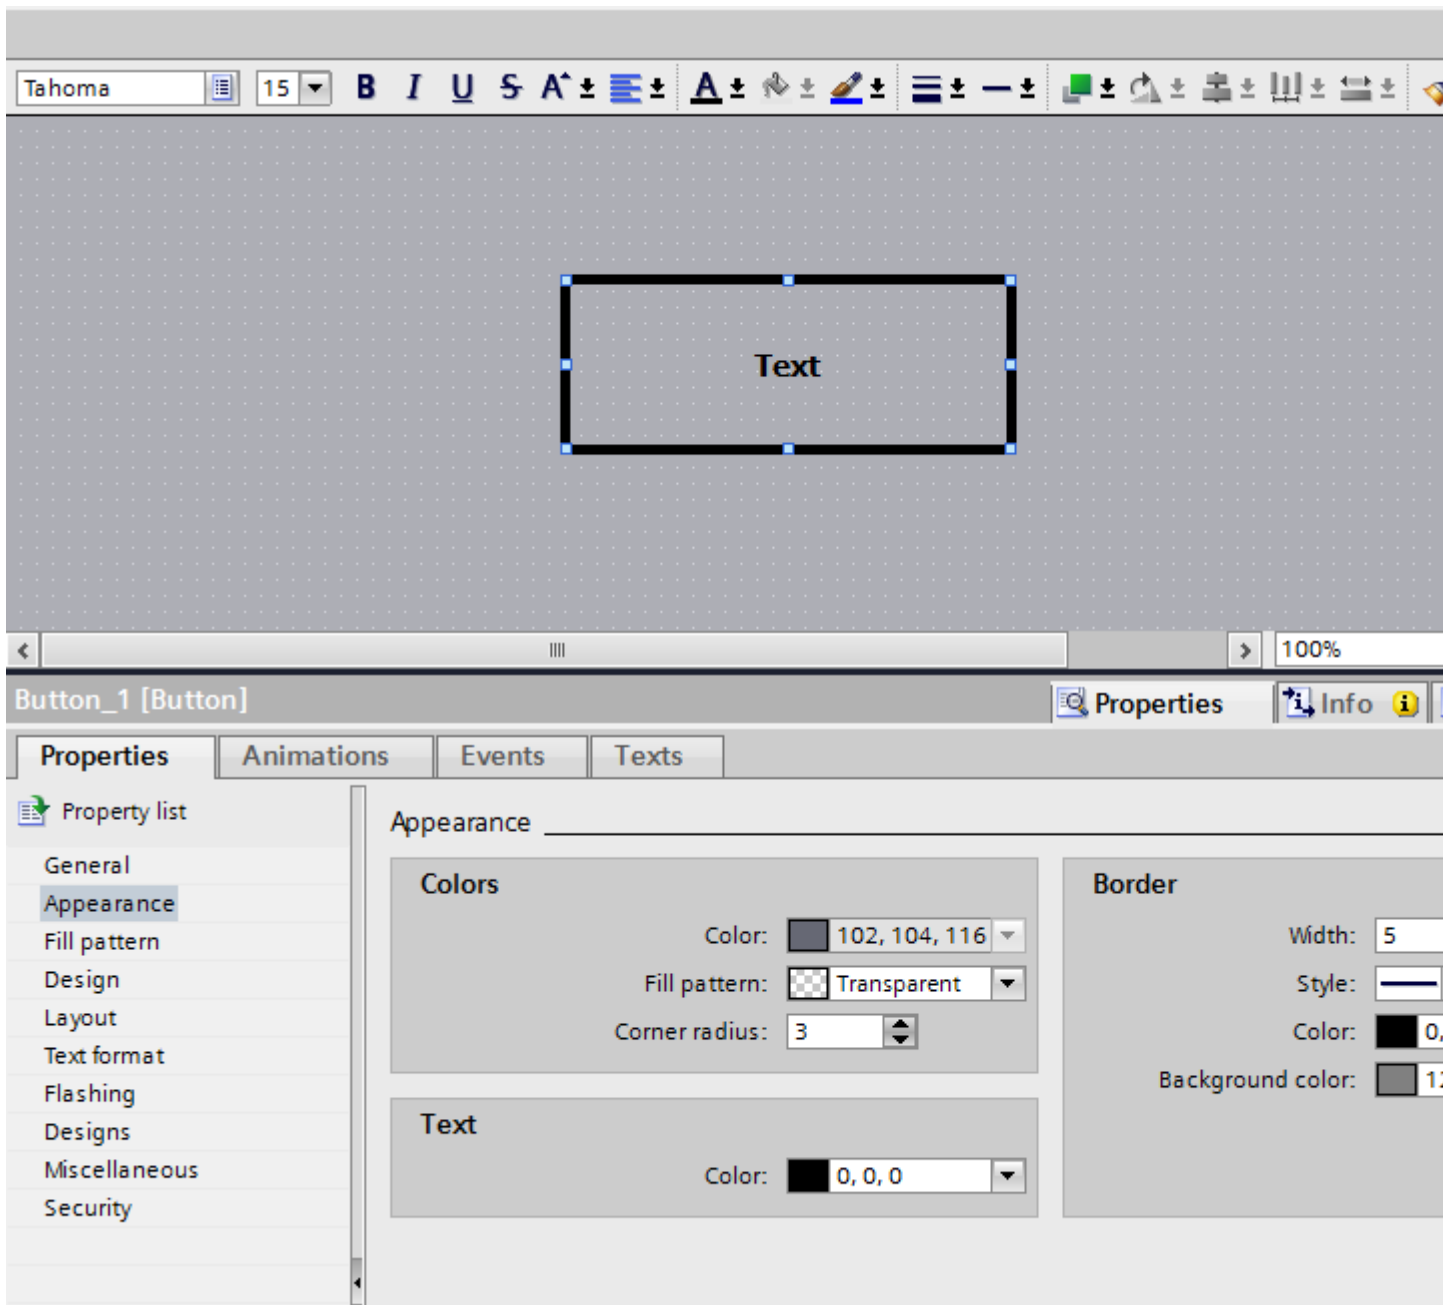 Tahoma 15 B I U S A A
Text
100%
Button_1 [Button] Properties Info
Properties Animations Events Texts
Property list
Appearance
General
Appearance
Fill pattern
Design
Layout
Text format
Flashing
Designs
Miscellaneous
Security
Colors
Color: 102, 104, 116
Fill pattern: Transparent
Corner radius: 3
Text
Color: 0, 0, 0
Border
Width: 5
Style:
Color: 0,
Background color: